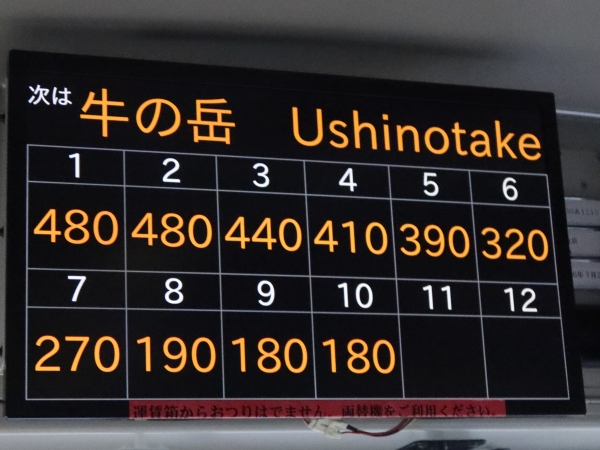 次は 牛の岳 Ushinotake
1 2 3 4 5 6
480 480 440 410 390 320
7 8 9 10 11 12
270 190 180 180
運賃箱からおつりはでません。両替機をご利用ください。